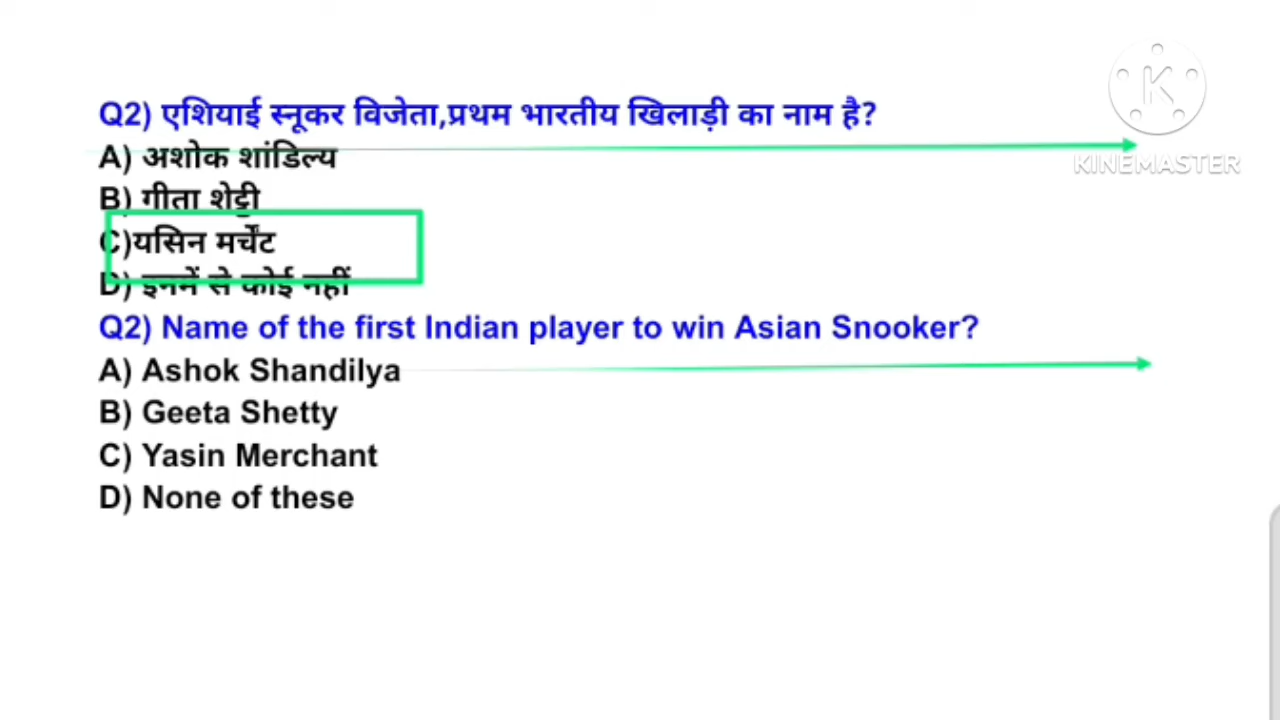 Q2) एशियाई स्नूकर विजेता,प्रथम भारतीय खिलाड़ी का नाम है?
A) अशोक शांडिल्य
B) गीता शेट्टी
C)यसिन मर्चेंट
D) इनमें से कोई नहीं
Q2) Name of the first Indian player to win Asian Snooker?
A) Ashok Shandilya
B) Geeta Shetty
C) Yasin Merchant
D) None of these
K
KINEMASTER